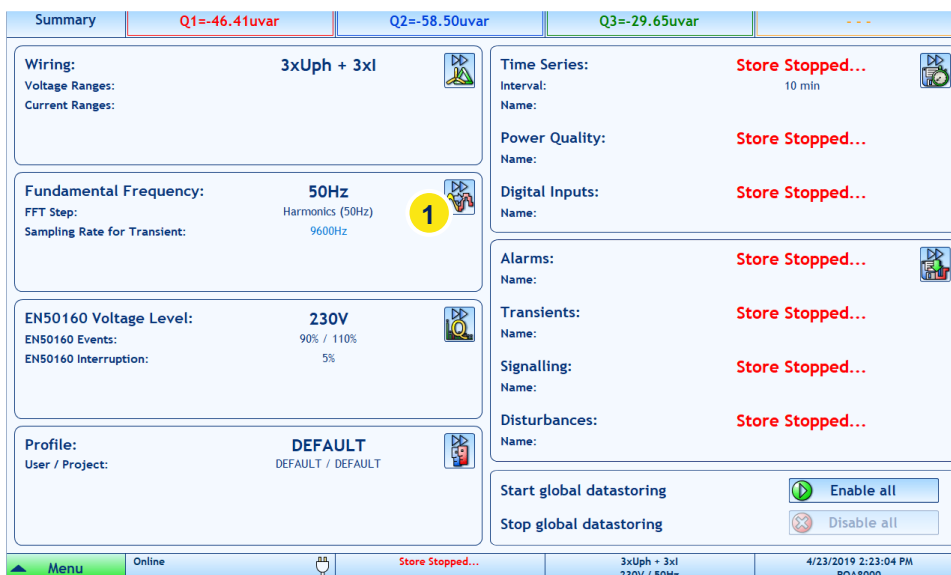 Summary Q1=-46.41uvar Q2=-58.50uvar Q3=-29.65uvar - - -
Wiring: 3xUph + 3xI
Voltage Ranges:
Current Ranges:
Fundamental Frequency: 50Hz
FFT Step: Harmonics (50Hz)
1
Sampling Rate for Transient: 9600Hz
EN50160 Voltage Level: 230V
EN50160 Events: 90% / 110%
EN50160 Interruption: 5%
Profile: DEFAULT
User / Project: DEFAULT / DEFAULT
Time Series: Store Stopped...
Interval: 10 min
Name:
Power Quality: Store Stopped...
Name:
Digital Inputs: Store Stopped...
Name:
Alarms: Store Stopped...
Name:
Transients: Store Stopped...
Name:
Signalling: Store Stopped...
Name:
Disturbances: Store Stopped...
Name:
Start global datastoring Enable all
Stop global datastoring Disable all
Menu Online Store Stopped... 3xUph + 3xI 4/23/2019 2:23:04 PM
230V / 50Hz PQA8000